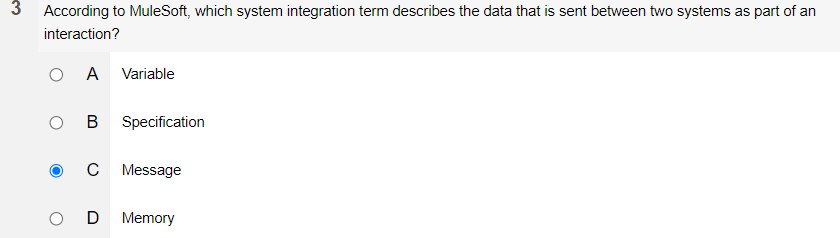 3 According to MuleSoft, which system integration term describes the data that is sent between two systems as part of an
interaction?
A Variable
B Specification
C Message
D Memory